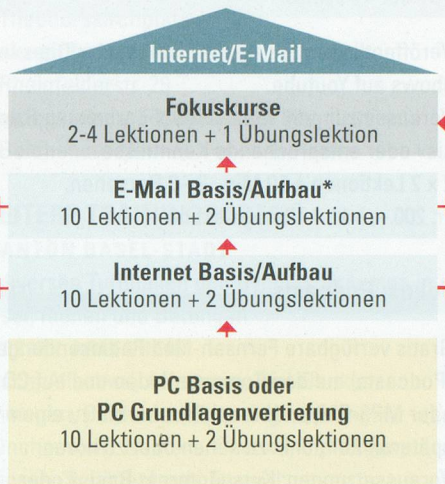 Internet/E-Mail
Fokuskurse
2-4 Lektionen + 1 Übungslektion
E-Mail Basis/Aufbau*
10 Lektionen + 2 Übungslektionen
Internet Basis/Aufbau
10 Lektionen + 2 Übungslektionen
PC Basis oder
PC Grundlagenvertiefung
10 Lektionen + 2 Übungslektionen